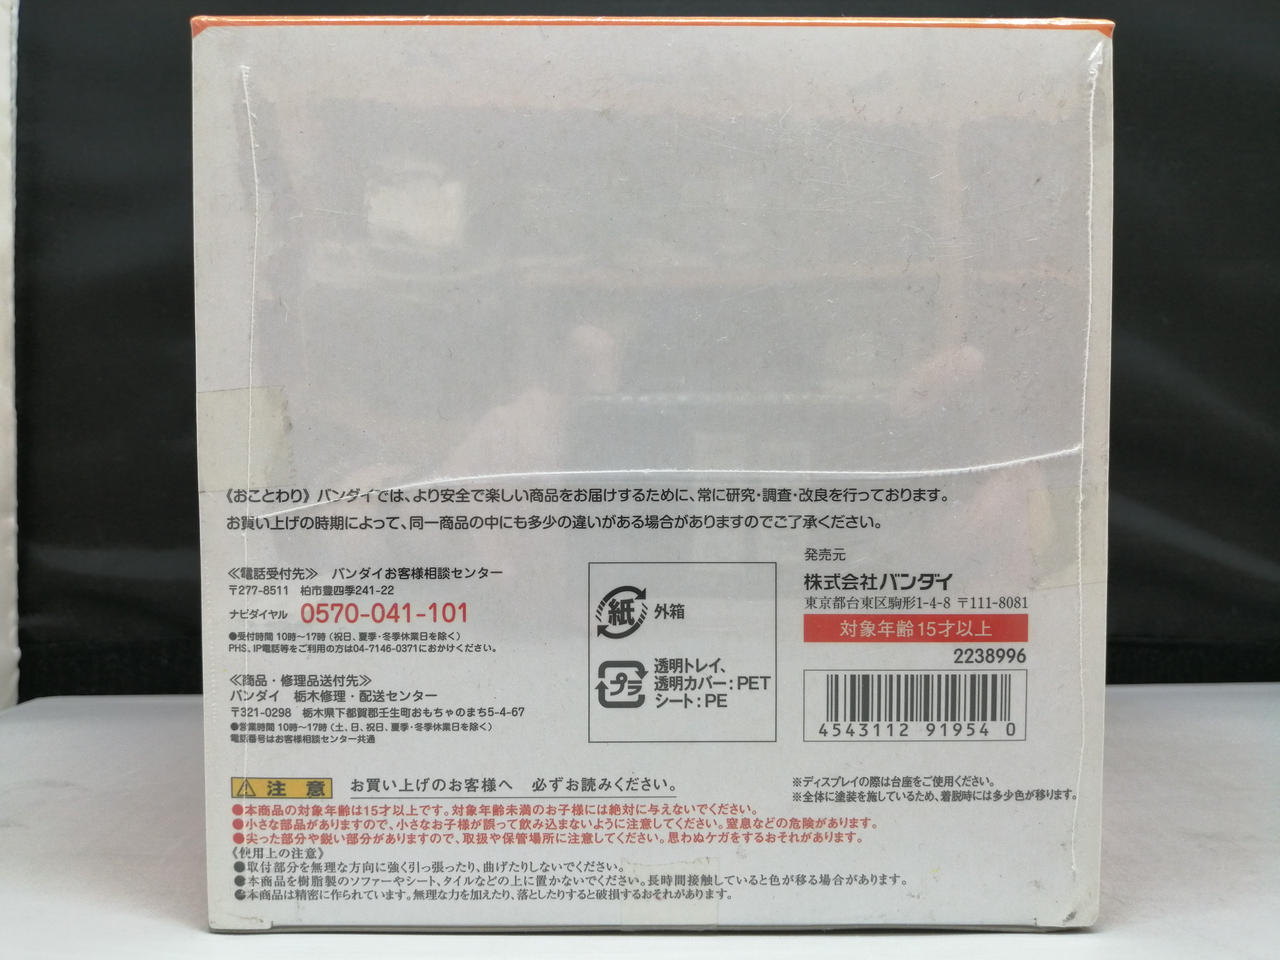 《おことわり》バンダイでは、より安全で楽しい商品をお届けするために、常に研究・調査・改良を行っております。
お買い上げの時期によって、同一商品の中にも多少の違いがある場合がありますのでご了承ください。
≪電話受付先≫ バンダイお客様相談センター
〒277-8511 柏市豊四季241-22
ナビダイヤル 0570-041-101
●受付時間 10時〜17時(祝日、夏季・冬季休業日を除く)
PHS、IP電話等をご利用の方は04-7146-0371におかけください。
≪商品・修理品送付先≫
バンダイ 栃木修理・配送センター
〒321-0298 栃木県下都賀郡壬生町おもちゃのまち5-4-67
●営業時間 10時〜17時(土、日、祝日、夏季・冬季休業日を除く)
電話番号はお客様相談センター共通
紙 外箱
プラ 透明トレイ、
透明カバー:PET
シート:PE
発売元
株式会社バンダイ
東京都台東区駒形1-4-8 〒111-8081
対象年齢15才以上
2238996
4543112 91954 0
注意 お買い上げのお客様へ 必ずお読みください。
※ディスプレイの際は台座をご使用ください。
※全体に塗装を施しているため、着脱時には多少色が移ります。
●本商品の対象年齢は15才以上です。対象年齢未満のお子様には絶対に与えないでください。
●小さな部品がありますので、小さなお子様が誤って飲み込まないように注意してください。窒息などの危険があります。
●尖った部分や鋭い部分がありますので、取扱や保管場所に注意してください。思わぬケガをするおそれがあります。
《使用上の注意》
●取付部分を無理な方向に強く引っ張ったり、曲げたりしないでください。
●本商品を樹脂製のソファーやシート、タイルなどの上に置かないでください。長時間接触していると色が移る場合があります。
●本商品は精密に作られています。無理な力を加えたり、落としたりすると破損するおそれがあります。